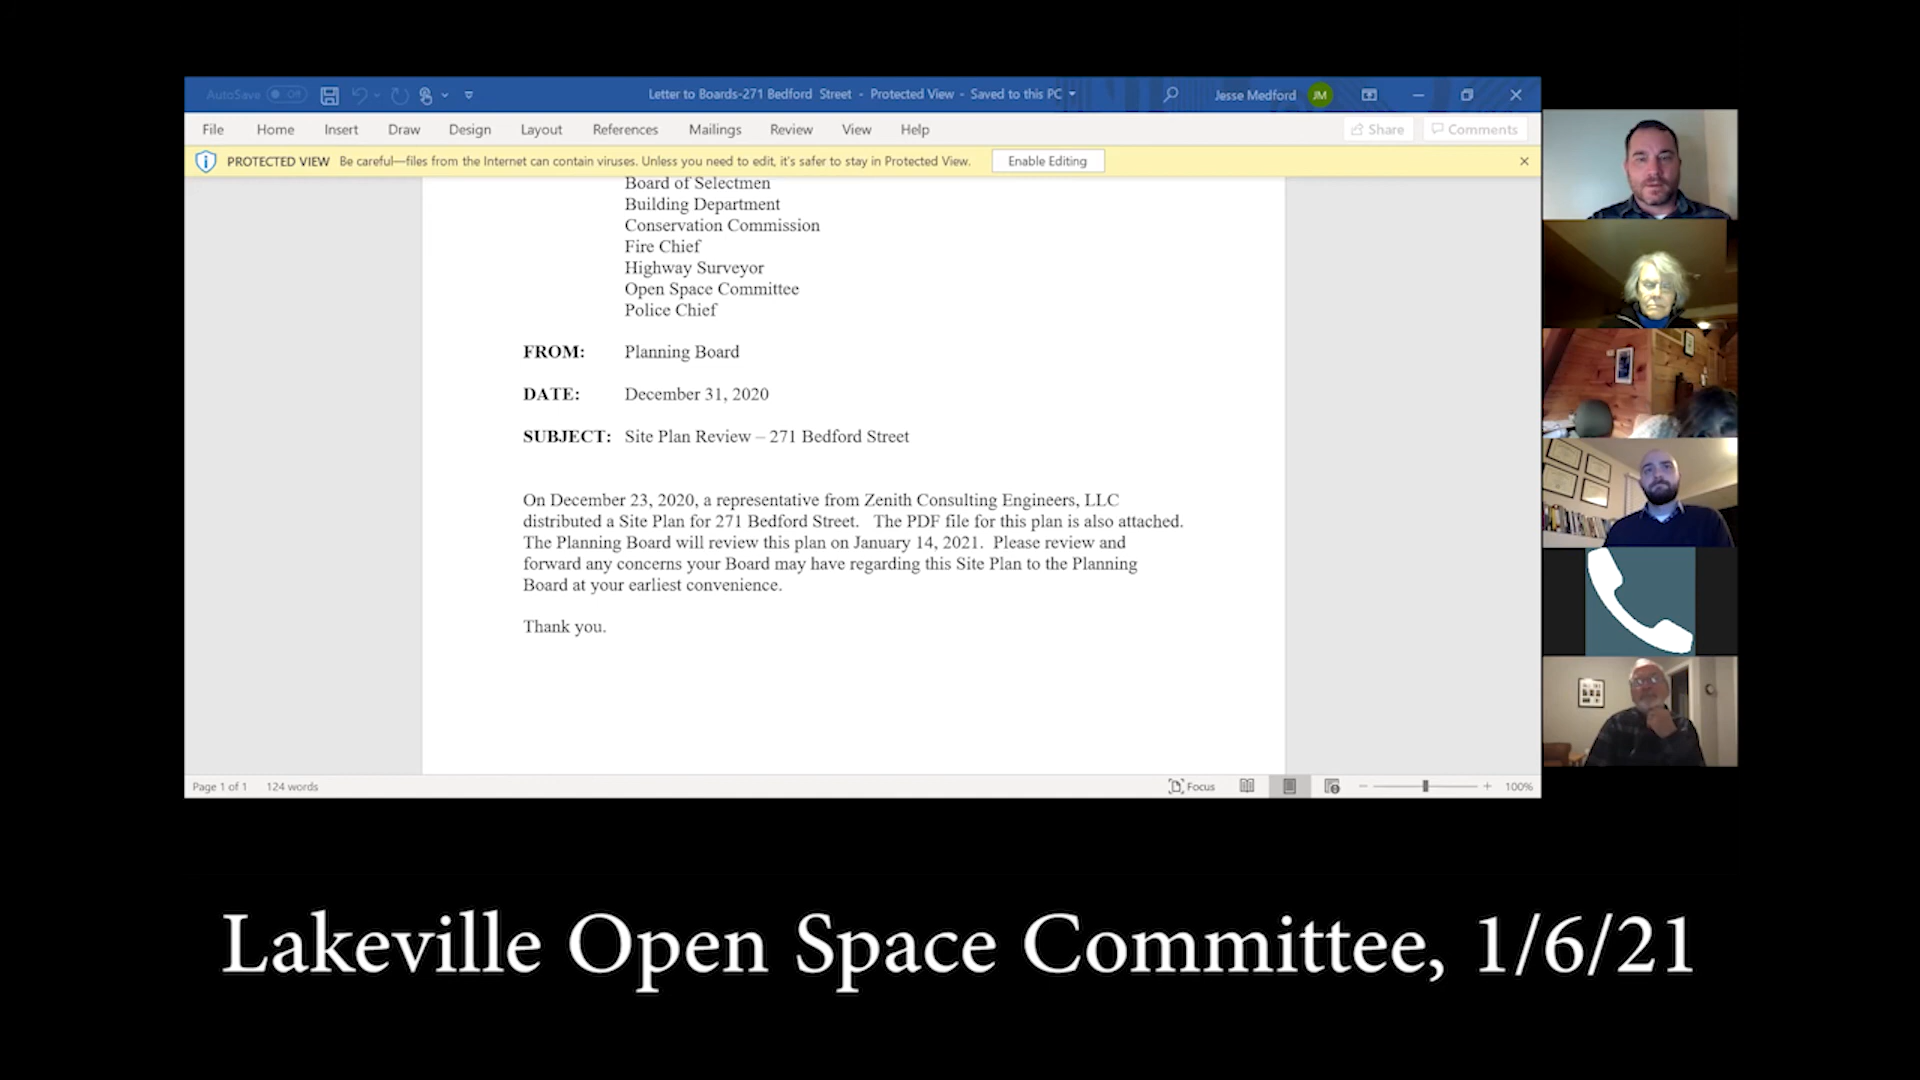 AutoSave Off
Letter to Boards-271 Bedford Street - Protected View - Saved to this PC
Jesse Medford JM
File Home Insert Draw Design Layout References Mailings Review View Help Share Comments
PROTECTED VIEW Be careful—files from the Internet can contain viruses. Unless you need to edit, it's safer to stay in Protected View. Enable Editing
Board of Selectmen
Building Department
Conservation Commission
Fire Chief
Highway Surveyor
Open Space Committee
Police Chief
FROM: Planning Board
DATE: December 31, 2020
SUBJECT: Site Plan Review – 271 Bedford Street
On December 23, 2020, a representative from Zenith Consulting Engineers, LLC
distributed a Site Plan for 271 Bedford Street. The PDF file for this plan is also attached.
The Planning Board will review this plan on January 14, 2021. Please review and
forward any concerns your Board may have regarding this Site Plan to the Planning
Board at your earliest convenience.
Thank you.
Page 1 of 1 124 words Focus 100%
Lakeville Open Space Committee, 1/6/21